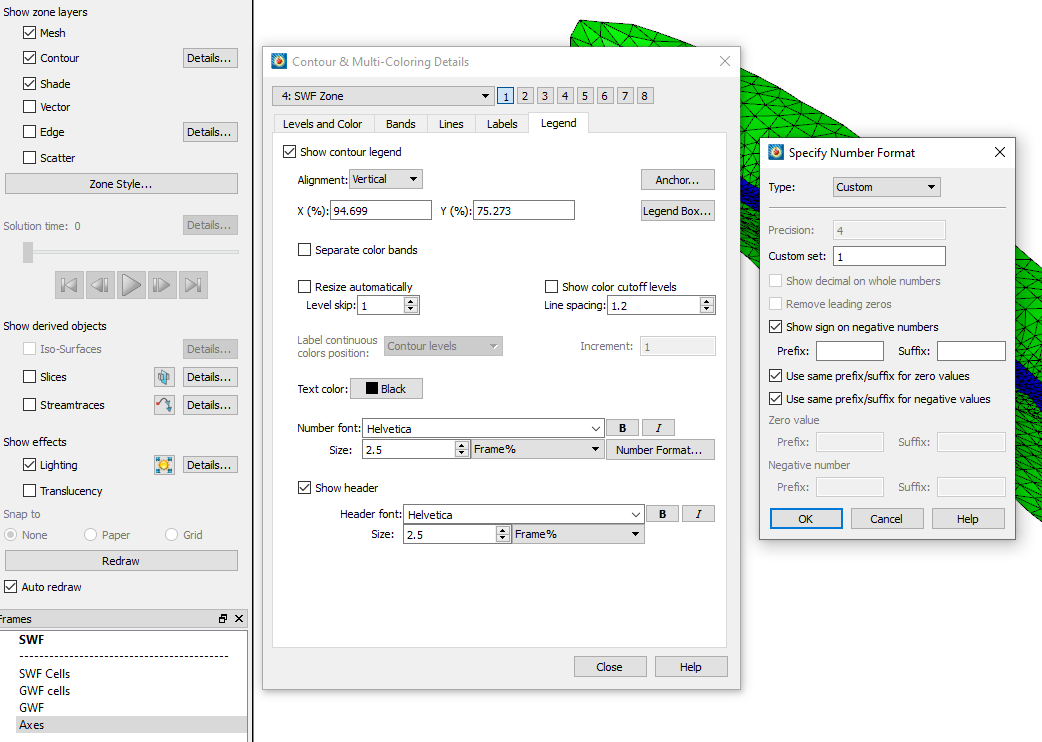 Show zone layers
Mesh
Contour
Details...
Shade
Vector
Edge
Details...
Scatter
Zone Style...
Solution time: 0
Details...
Show derived objects
Iso-Surfaces
Details...
Slices
Details...
Streamtraces
Details...
Show effects
Lighting
Details...
Translucency
Snap to
None
Paper
Grid
Redraw
Auto redraw
Frames
SWF
----------------------------------------
SWF Cells
GWF cells
GWF
Axes
Contour & Multi-Coloring Details
4: SWF Zone
1 2 3 4 5 6 7 8
Levels and Color Bands Lines Labels Legend
Show contour legend
Alignment: Vertical
Anchor...
X (%): 94.699 Y (%): 75.273
Legend Box...
Separate color bands
Resize automatically
Show color cutoff levels
Level skip: 1
Line spacing: 1.2
Label continuous
colors position: Contour levels
Increment: 1
Text color: Black
Number font: Helvetica B I
Size: 2.5 Frame% Number Format...
Show header
Header font: Helvetica B I
Size: 2.5 Frame%
Close Help
Specify Number Format
Type: Custom
Precision: 4
Custom set: 1
Show decimal on whole numbers
Remove leading zeros
Show sign on negative numbers
Prefix: Suffix:
Use same prefix/suffix for zero values
Use same prefix/suffix for negative values
Zero value
Prefix: Suffix:
Negative number
Prefix: Suffix:
OK Cancel Help